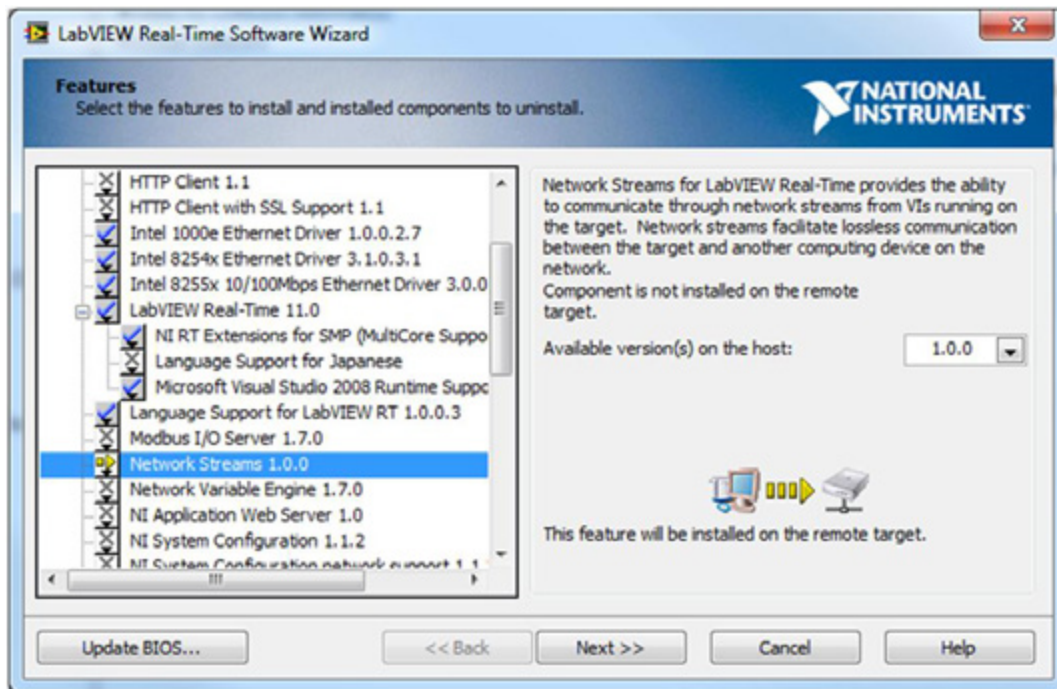 LabVIEW Real-Time Software Wizard
Features
Select the features to install and installed components to uninstall.
NATIONAL
INSTRUMENTS
HTTP Client 1.1
HTTP Client with SSL Support 1.1
Intel 1000e Ethernet Driver 1.0.0.2.7
Intel 8254x Ethernet Driver 3.1.0.3.1
Intel 8255x 10/100Mbps Ethernet Driver 3.0.0
LabVIEW Real-Time 11.0
NI RT Extensions for SMP (MultiCore Suppo
Language Support for Japanese
Microsoft Visual Studio 2008 Runtime Suppc
Language Support for LabVIEW RT 1.0.0.3
Modbus I/O Server 1.7.0
Network Streams 1.0.0
Network Variable Engine 1.7.0
NI Application Web Server 1.0
NI System Configuration 1.1.2
NI System Configuration network support 1.1
Network Streams for LabVIEW Real-Time provides the ability
to communicate through network streams from VIs running on
the target. Network streams facilitate lossless communication
between the target and another computing device on the
network.
Component is not installed on the remote
target.
Available version(s) on the host:
1.0.0
This feature will be installed on the remote target.
Update BIOS...
<< Back
Next >>
Cancel
Help